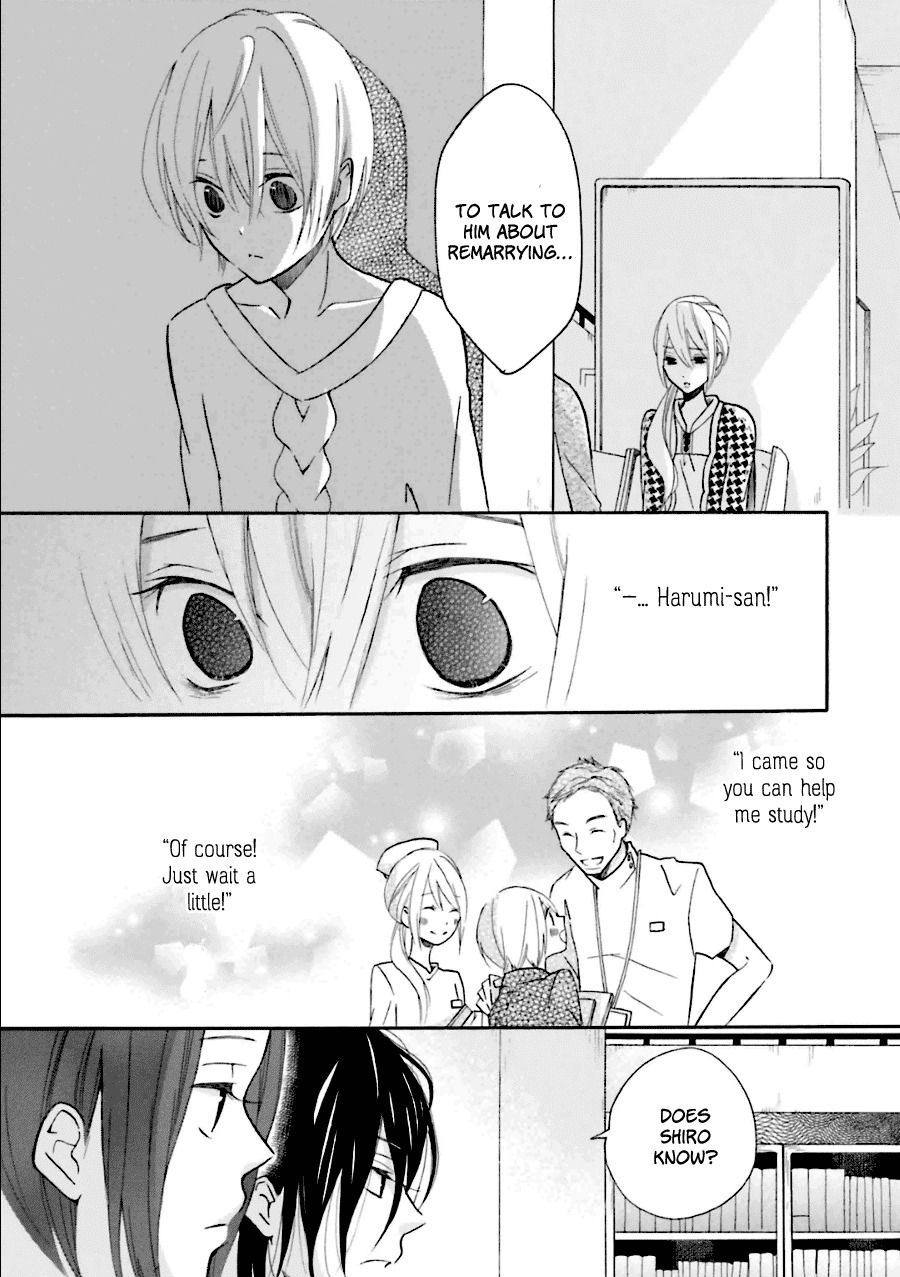 TO TALK TO
HIM ABOUT
REMARRYING...
“—... Harumi-san!”
“I came so
you can help
me study!”
“Of course!
Just wait a
little!”
DOES
SHIRO
KNOW?